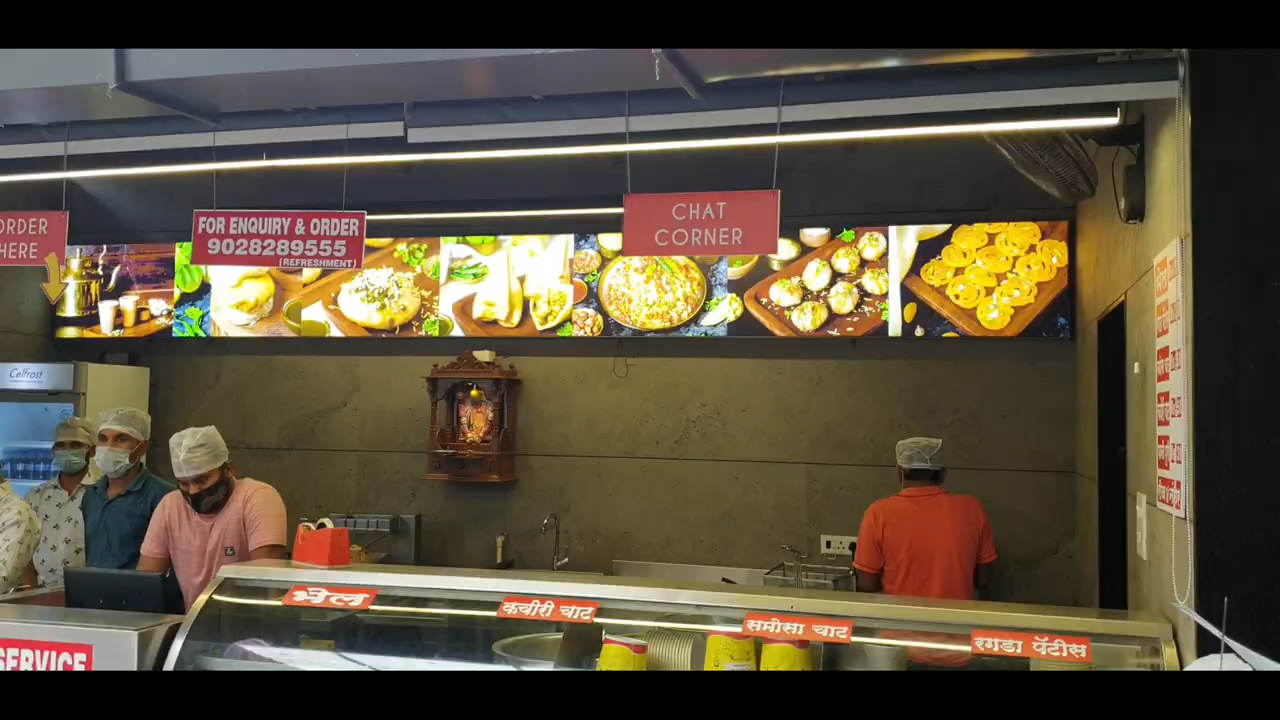 ORDER
HERE
FOR ENQUIRY & ORDER
9028289555
(REFRESHMENT)
CHAT
CORNER
Celfrost
भेल
कचौरी चाट
समोसा चाट
रगडा पॅटीस
SERVICE